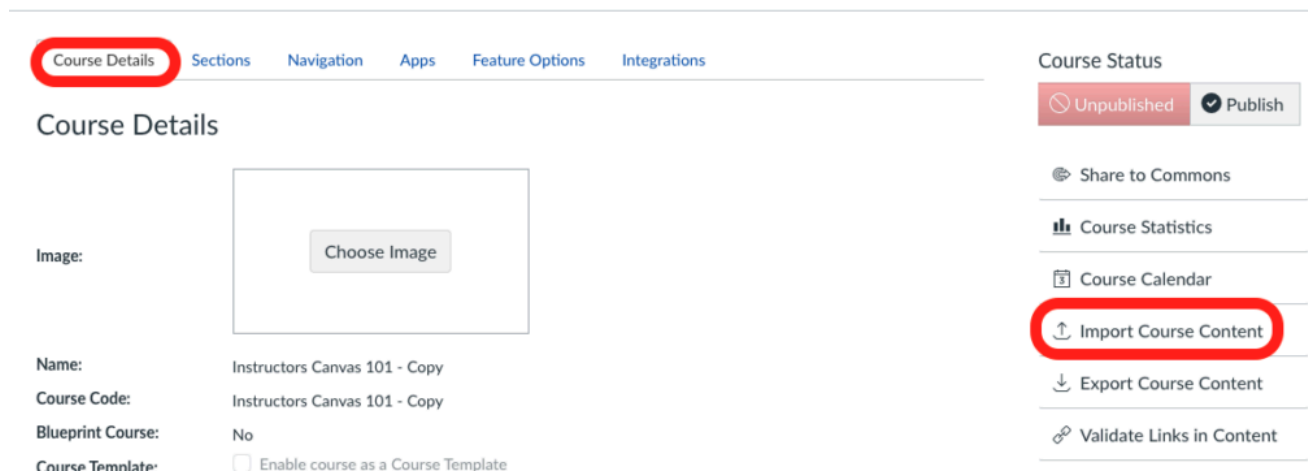 Course Details Sections Navigation Apps Feature Options Integrations
Course Details
Image:
Choose Image
Name: Instructors Canvas 101 - Copy
Course Code: Instructors Canvas 101 - Copy
Blueprint Course: No
Course Template: Enable course as a Course Template
Course Status
Unpublished Publish
Share to Commons
Course Statistics
3 Course Calendar
Import Course Content
Export Course Content
Validate Links in Content